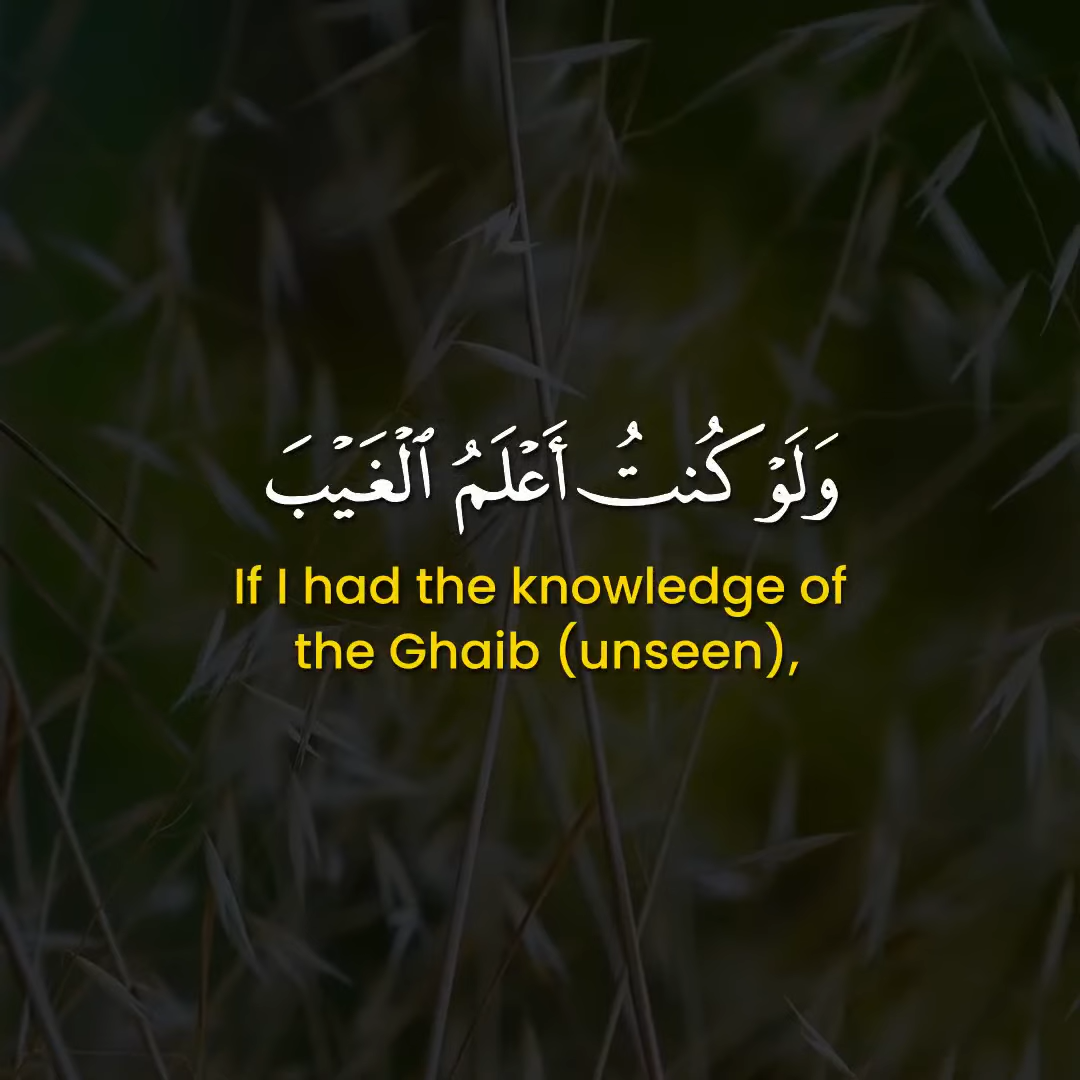 وَلَوْ كُنتُ أَعْلَمُ ٱلْغَيْبَ
If I had the knowledge of
the Ghaib (unseen),